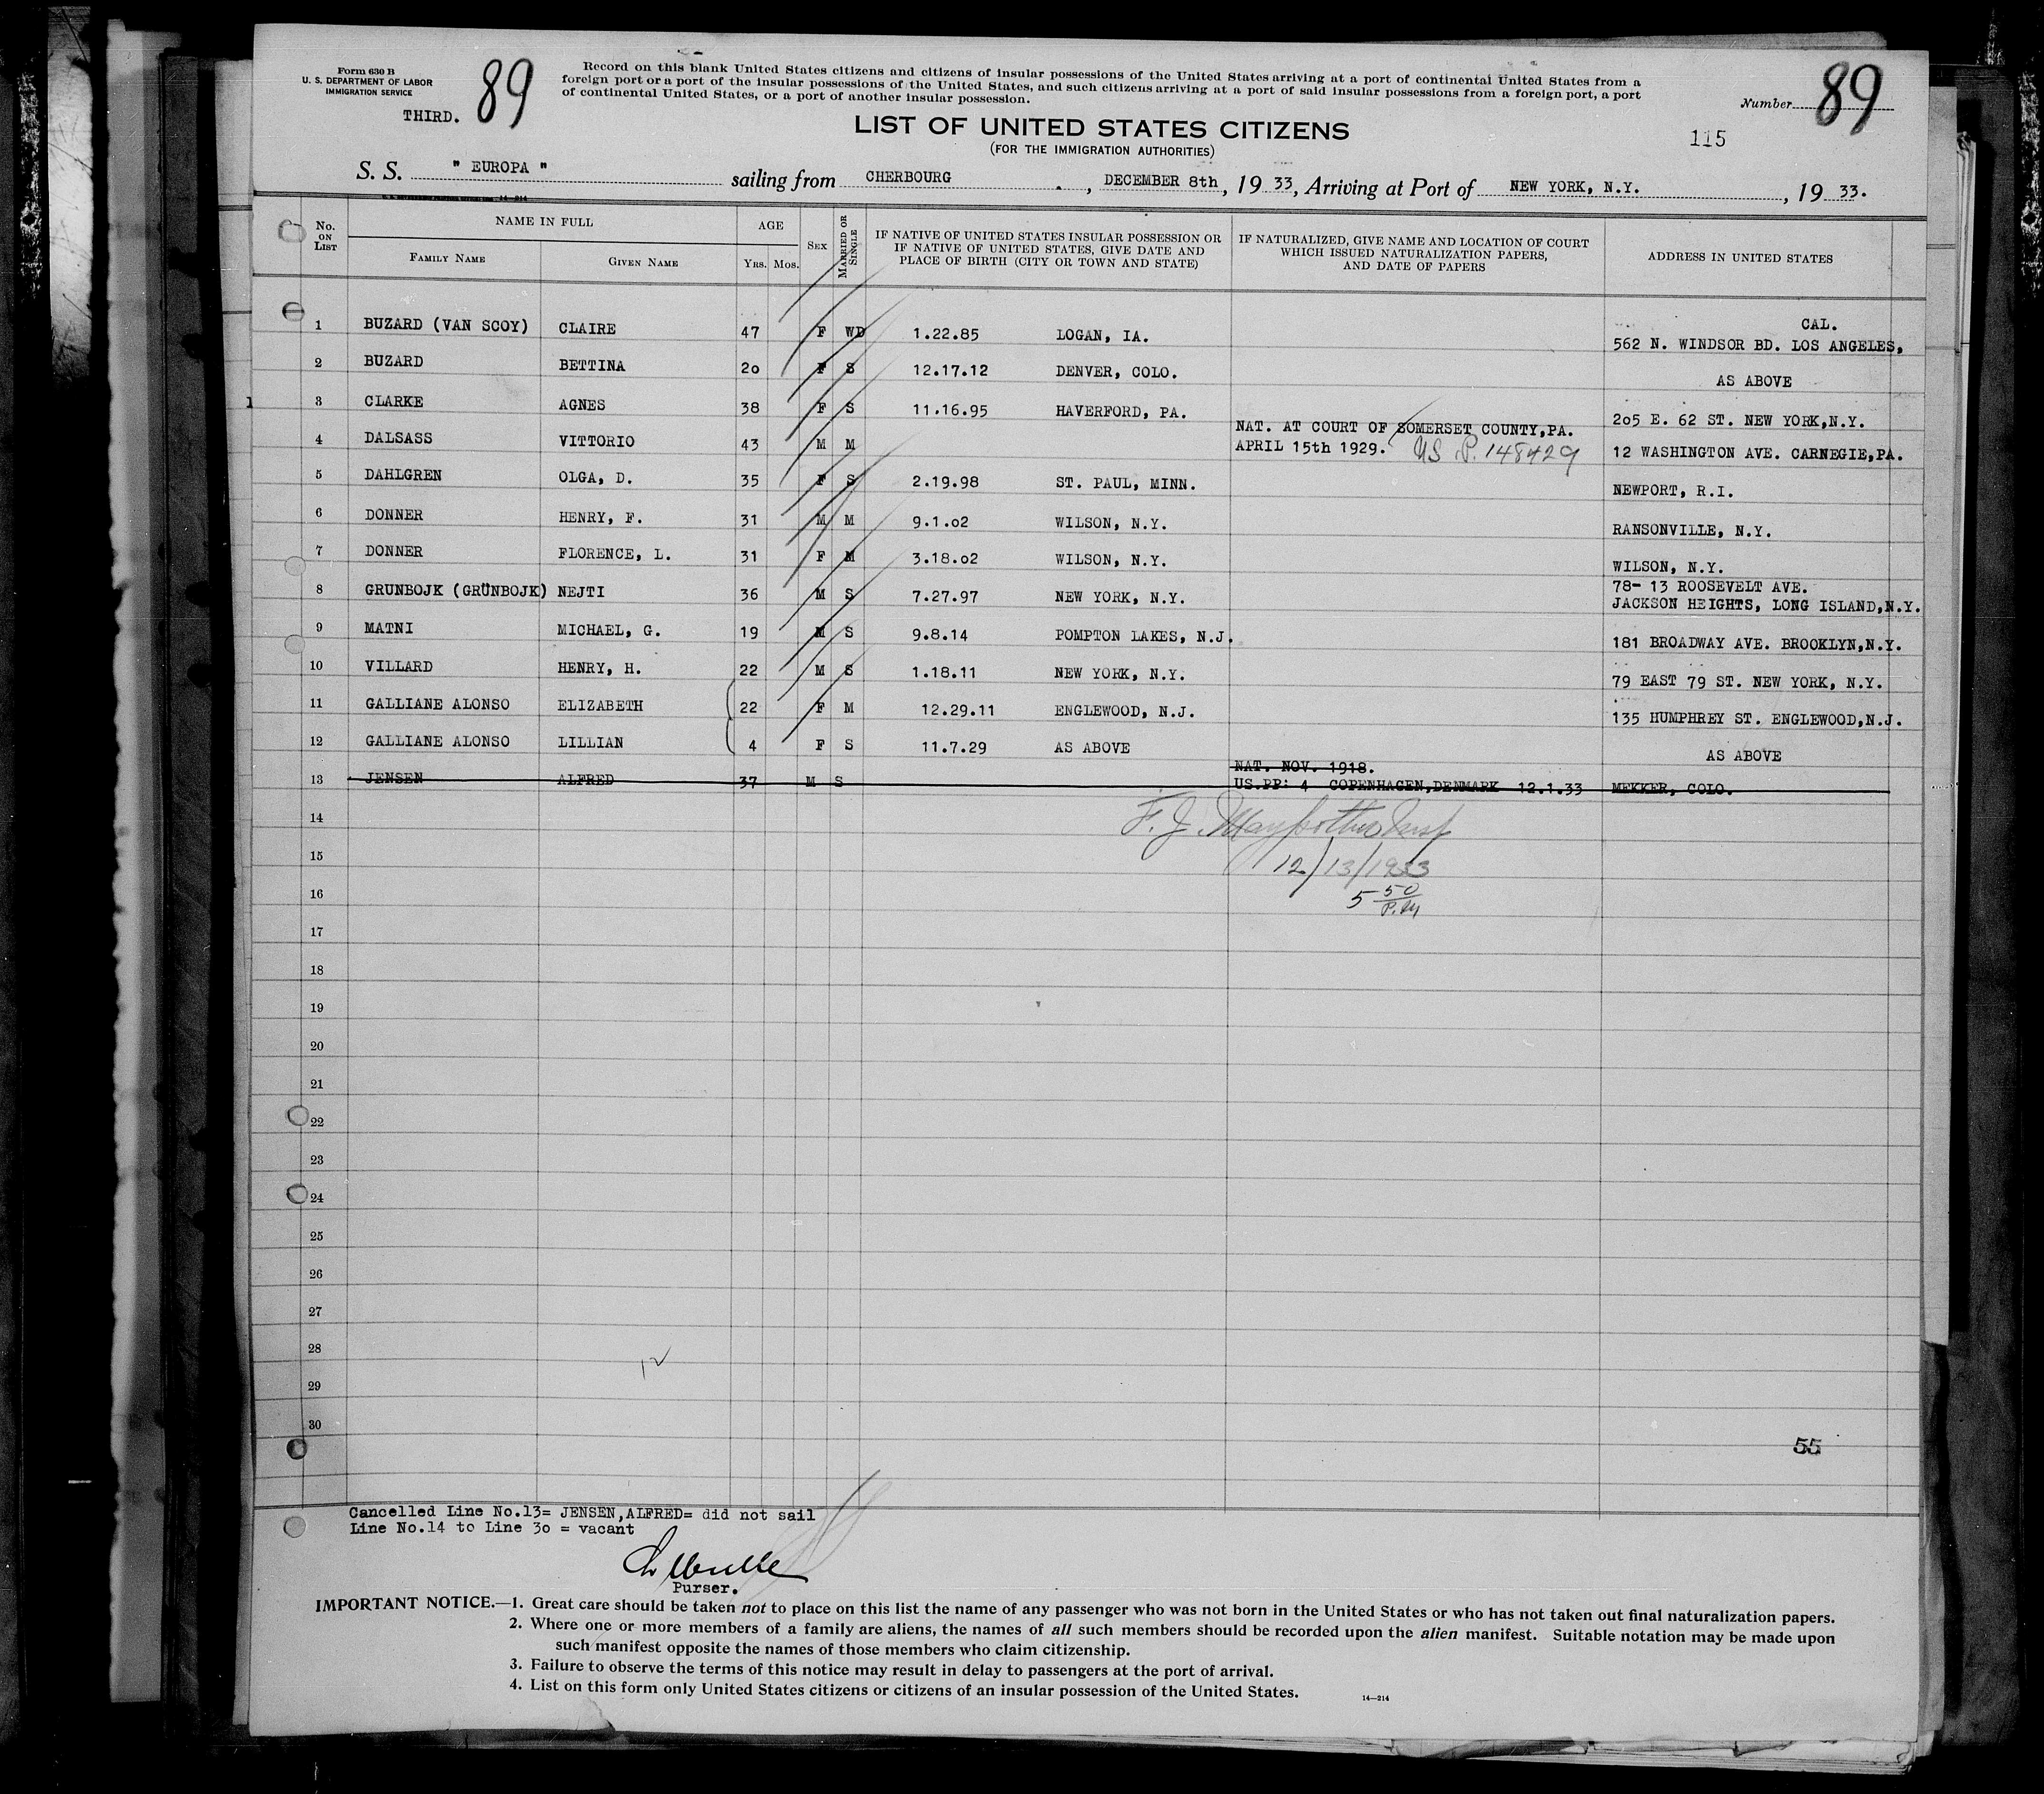 Form 630 B
U. S. DEPARTMENT OF LABOR
IMMIGRATION SERVICE
THIRD.
89
Record on this blank United States citizens and citizens of insular possessions of the United States arriving at a port of continental United States from a
foreign port or a port of the insular possessions of the United States, and such citizens arriving at a port of said insular possessions from a foreign port, a port
of continental United States, or a port of another insular possession.
Number 89
LIST OF UNITED STATES CITIZENS
(FOR THE IMMIGRATION AUTHORITIES)
115
S. S. " EUROPA " sailing from CHERBOURG , DECEMBER 8th, 19 33, Arriving at Port of NEW YORK, N.Y. , 19 33.
No. ON LIST NAME IN FULL AGE SEX MARRIED OR SINGLE IF NATIVE OF UNITED STATES INSULAR POSSESSION OR IF NATIVE OF UNITED STATES, GIVE DATE AND PLACE OF BIRTH (CITY OR TOWN AND STATE) IF NATURALIZED, GIVE NAME AND LOCATION OF COURT WHICH ISSUED NATURALIZATION PAPERS, AND DATE OF PAPERS ADDRESS IN UNITED STATES
FAMILY NAME GIVEN NAME YRS. MOS.
CAL.
1 BUZARD (VAN SCOY) CLAIRE 47 F WD 1.22.85 LOGAN, IA. 562 N. WINDSOR BD. LOS ANGELES,
2 BUZARD BETTINA 2o F S 12.17.12 DENVER, COLO. AS ABOVE
3 CLARKE AGNES 38 F S 11.16.95 HAVERFORD, PA. 2o5 E. 62 ST. NEW YORK,N.Y.
NAT. AT COURT OF SOMERSET COUNTY,PA.
4 DALSASS VITTORIO 43 M M APRIL 15th 1929. US P. 148429 12 WASHINGTON AVE. CARNEGIE,PA.
5 DAHLGREN OLGA, D. 35 F S 2.19.98 ST. PAUL, MINN. NEWPORT, R.I.
6 DONNER HENRY, F. 31 M M 9.1.o2 WILSON, N.Y. RANSONVILLE, N.Y.
7 DONNER FLORENCE, L. 31 F M 3.18.o2 WILSON, N.Y. WILSON, N.Y.
78- 13 ROOSEVELT AVE.
8 GRUNBOJK (GRÜNBOJK) NEJTI 36 M S 7.27.97 NEW YORK, N.Y. JACKSON HEIGHTS, LONG ISLAND,N.Y.
9 MATNI MICHAEL, G. 19 M S 9.8.14 POMPTON LAKES, N.J. 181 BROADWAY AVE. BROOKLYN,N.Y.
10 VILLARD HENRY, H. 22 M S 1.18.11 NEW YORK, N.Y. 79 EAST 79 ST. NEW YORK, N.Y.
11 GALLIANE ALONSO ELIZABETH 22 F M 12.29.11 ENGLEWOOD, N.J. 135 HUMPHREY ST. ENGLEWOOD,N.J.
12 GALLIANE ALONSO LILLIAN 4 F S 11.7.29 AS ABOVE AS ABOVE
NAT. NOV. 1918.
13 JENSEN ALFRED 37 M S US.PP: 4 COPENHAGEN,DENMARK 12.1.33 MEKKER, COLO.
14
F. J.
15
12/13/1933
16
5 50 P.M
17
18
19
20
21
22
23
24
25
26
27
28
12
29
30
55
Cancelled Line No.13= JENSEN,ALFRED= did not sail
Line No.14 to Line 3o = vacant
Purser.
IMPORTANT NOTICE.—1. Great care should be taken not to place on this list the name of any passenger who was not born in the United States or who has not taken out final naturalization papers.
2. Where one or more members of a family are aliens, the names of all such members should be recorded upon the alien manifest. Suitable notation may be made upon
such manifest opposite the names of those members who claim citizenship.
3. Failure to observe the terms of this notice may result in delay to passengers at the port of arrival.
4. List on this form only United States citizens or citizens of an insular possession of the United States.
14—214